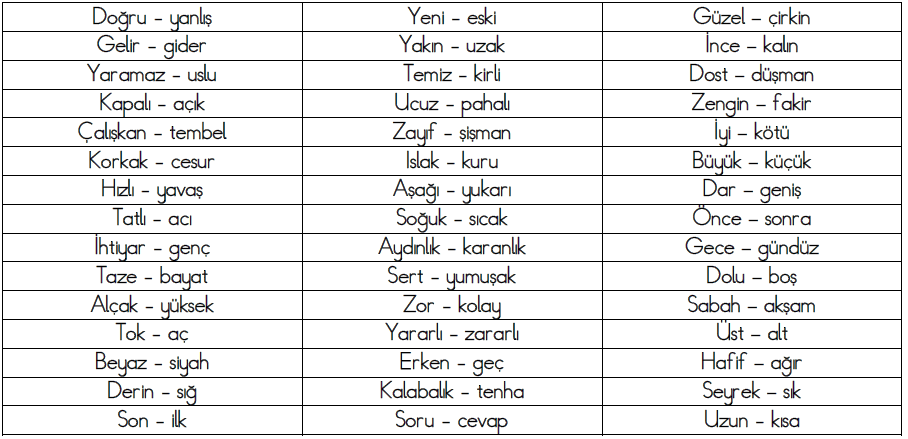 Doğru - yanlış Yeni - eski Güzel - çirkin
Gelir - gider Yakın - uzak İnce - kalın
Yaramaz - uslu Temiz - kirli Dost - düşman
Kapalı - açık Ucuz - pahalı Zengin - fakir
Çalışkan - tembel Zayıf - şişman İyi - kötü
Korkak - cesur Islak - kuru Büyük - küçük
Hızlı - yavaş Aşağı - yukarı Dar - geniş
Tatlı - acı Soğuk - sıcak Önce - sonra
İhtiyar - genç Aydınlık - karanlık Gece - gündüz
Taze - bayat Sert - yumuşak Dolu - boş
Alçak - yüksek Zor - kolay Sabah - akşam
Tok - aç Yararlı - zararlı Üst - alt
Beyaz - siyah Erken - geç Hafif - ağır
Derin - sığ Kalabalık - tenha Seyrek - sık
Son - ilk Soru - cevap Uzun - kısa